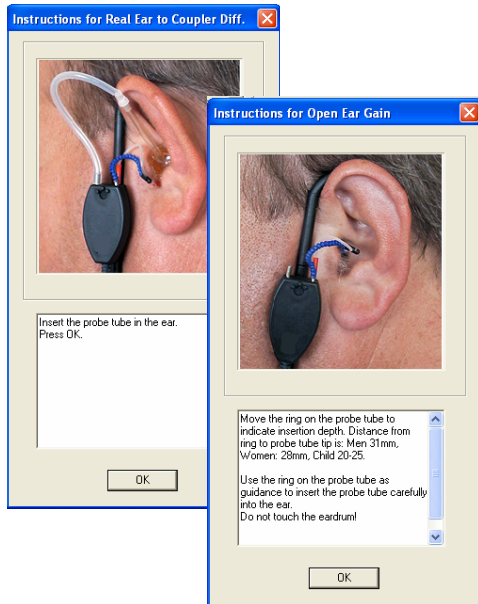 Instructions for Real Ear to Coupler Diff.
Insert the probe tube in the ear.
Press OK.
OK
Instructions for Open Ear Gain
Move the ring on the probe tube to
indicate insertion depth. Distance from
ring to probe tube tip is: Men 31mm,
Women: 28mm, Child 20-25.
Use the ring on the probe tube as
guidance to insert the probe tube carefully
into the ear.
Do not touch the eardrum!
OK